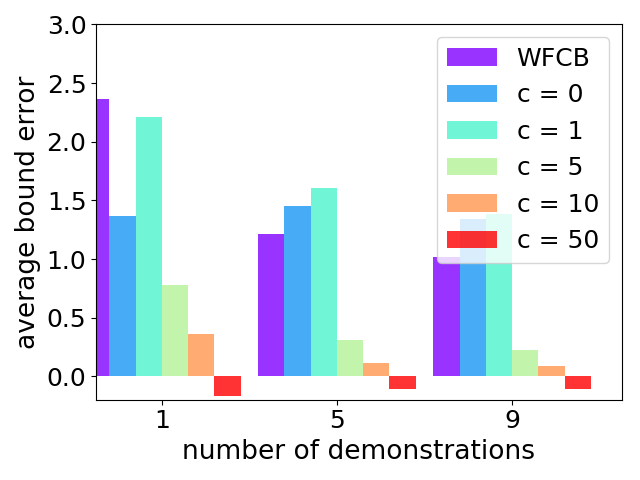 average bound error
3.0
2.5
2.0
1.5
1.0
0.5
0.0
WFCB
c = 0
c = 1
c = 5
c = 10
c = 50
1 5 9
number of demonstrations